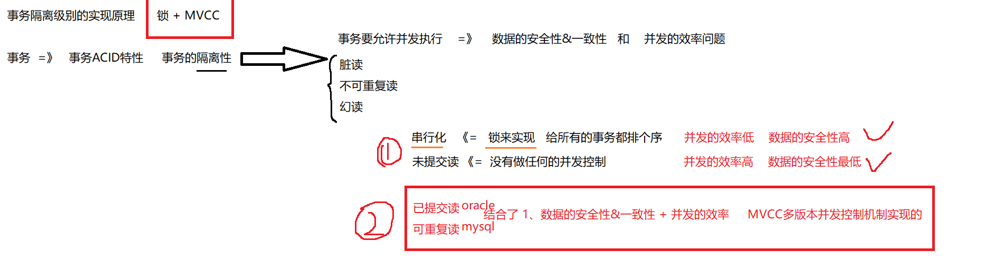 事务隔离级别的实现原理 锁 + MVCC
事务要允许并发执行 =》 数据的安全性&一致性 和 并发的效率问题
事务 =》 事务ACID特性 事务的隔离性
脏读
不可重复读
幻读
① 串行化 《= 锁来实现 给所有的事务都排个序 并发的效率低 数据的安全性高
未提交读 《= 没有做任何的并发控制 并发的效率高 数据的安全性最低
② 已提交读 oracle 结合了 1、数据的安全性&一致性 + 并发的效率 MVCC多版本并发控制机制实现的
可重复读 mysql